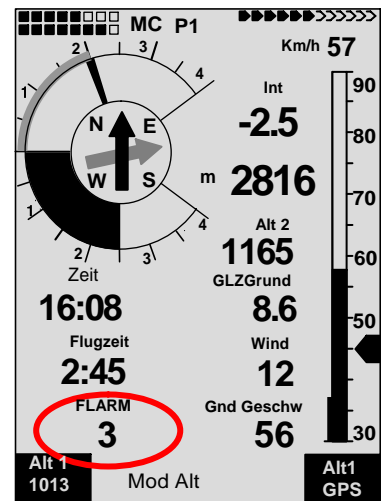 MC P1
Km/h 57
2 3 4 1
N E W S
1 2 3 4
Int
-2.5
m 2816
Alt 2
1165
Zeit
16:08
GLZGrund
8.6
Flugzeit
2:45
Wind
12
FLARM
3
Gnd Geschw
56
90
80
70
60
50
30
Alt 1
1013
Mod Alt
Alt1
GPS